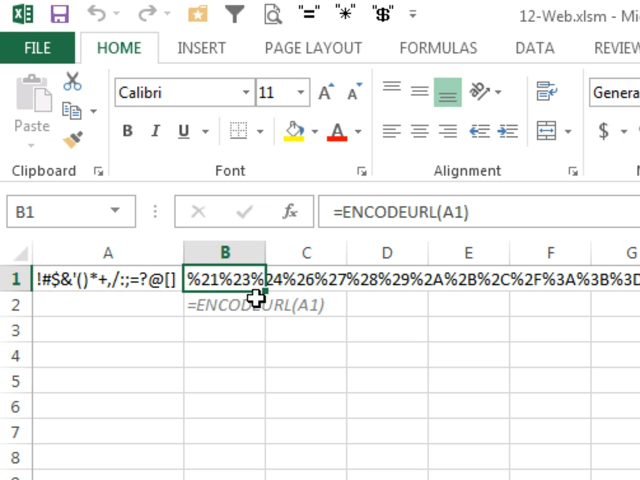 "=" "*" "$" 12-Web.xlsm - Mi
FILE HOME INSERT PAGE LAYOUT FORMULAS DATA REVIEW
Calibri 11 A A Genera
Paste B I U A $
Clipboard Font Alignment
B1 fx =ENCODEURL(A1)
A B C D E F G
1 !#$&'()*+,/:;=?@[] %21%23%24%26%27%28%29%2A%2B%2C%2F%3A%3B%3D
2 =ENCODEURL(A1)
3
4
5
6
7
8